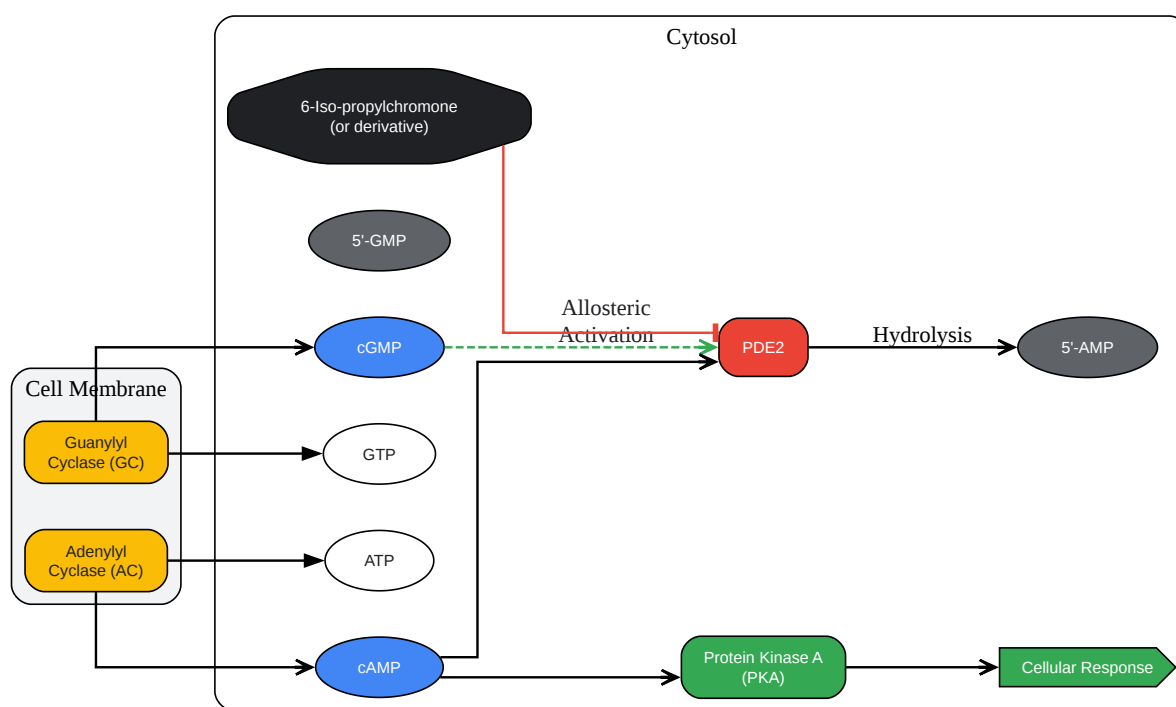 Cytosol
6-Iso-propylchromone
(or derivative)
5'-GMP
Allosteric
Activation
cGMP
PDE2
Hydrolysis
5'-AMP
Cell Membrane
Guanylyl
Cyclase (GC)
GTP
Adenylyl
Cyclase (AC)
ATP
cAMP
Protein Kinase A
(PKA)
Cellular Response